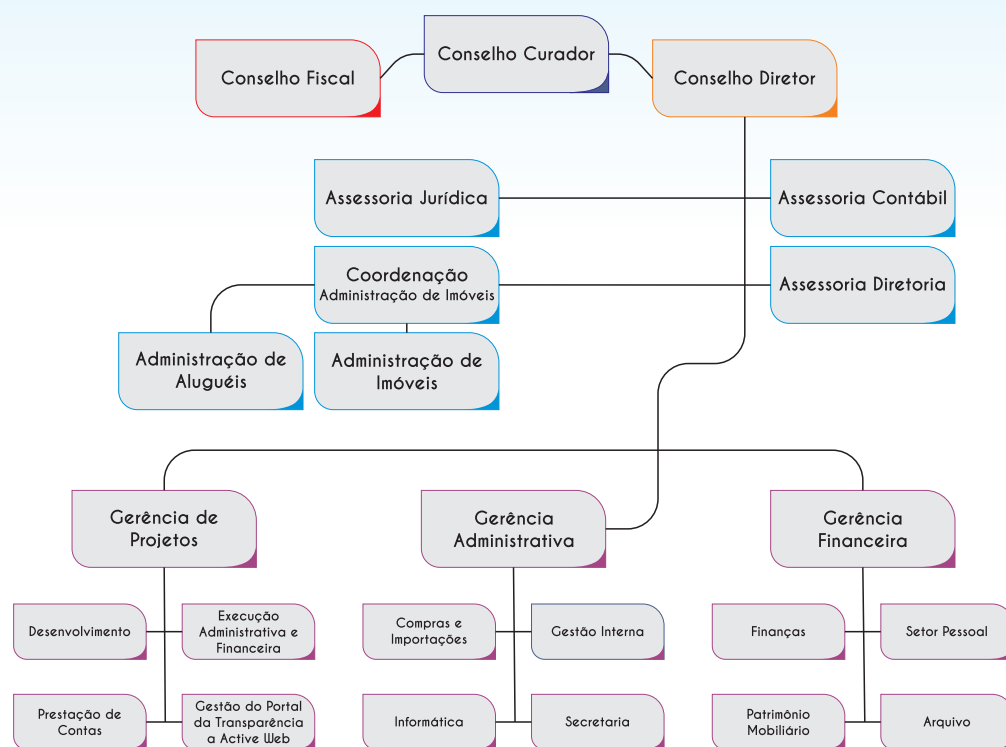 Conselho Fiscal
Conselho Curador
Conselho Diretor
Assessoria Jurídica
Assessoria Contábil
Coordenação
Administração de Imóveis
Assessoria Diretoria
Administração de
Aluguéis
Administração de
Imóveis
Gerência de
Projetos
Gerência
Administrativa
Gerência
Financeira
Desenvolvimento
Execução
Administrativa e
Financeira
Compras e
Importações
Gestão Interna
Finanças
Setor Pessoal
Prestação de
Contas
Gestão do Portal
da Transparência
a Active Web
Informática
Secretaria
Patrimônio
Mobiliário
Arquivo